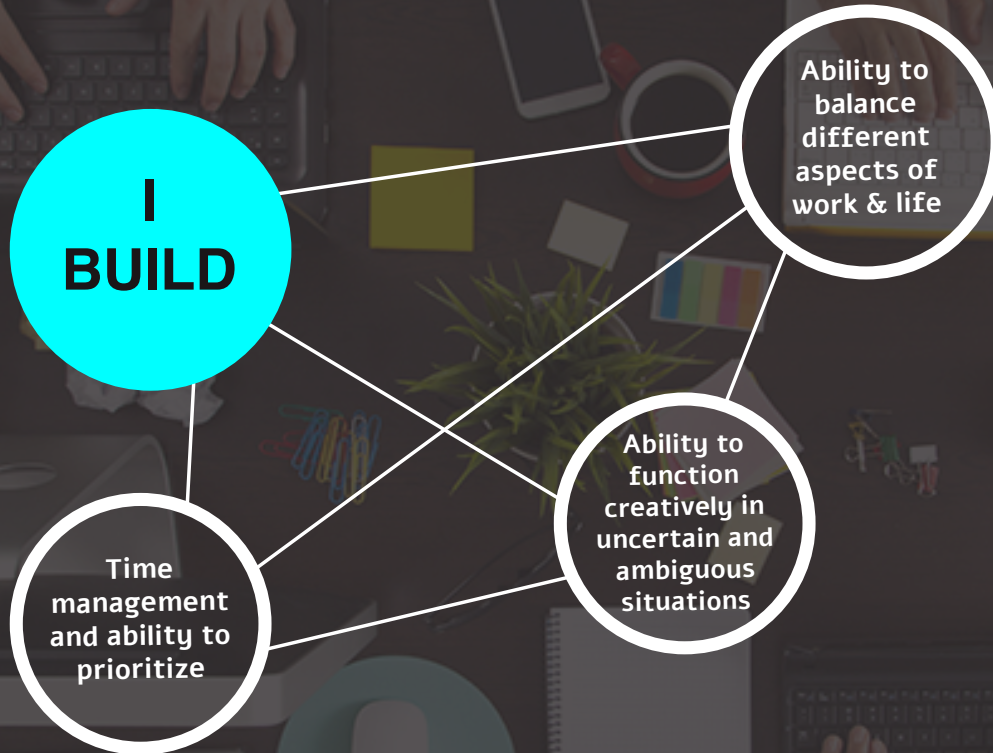 I
BUILD
Ability to
balance
different
aspects of
work & life
Ability to
function
creatively in
uncertain and
ambiguous
situations
Time
management
and ability to
prioritize